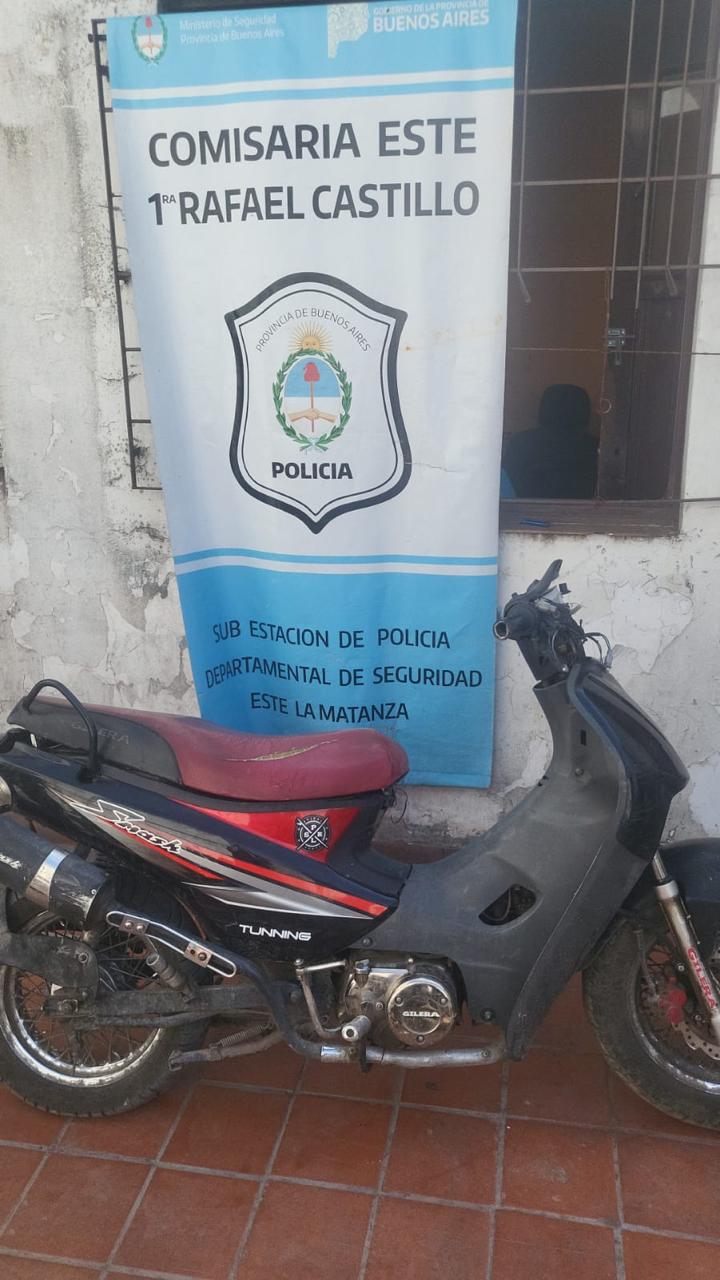 Ministerio de Seguridad
Provincia de Buenos Aires
GOBIERNO DE LA PROVINCIA DE
BUENOS AIRES
COMISARIA ESTE
1RA RAFAEL CASTILLO
PROVINCIA DE BUENOS AIRES
POLICIA
SUB ESTACION DE POLICIA
DEPARTAMENTAL DE SEGURIDAD
ESTE LA MATANZA
GILERA
Smash
TUNNING
GILERA
GILERA